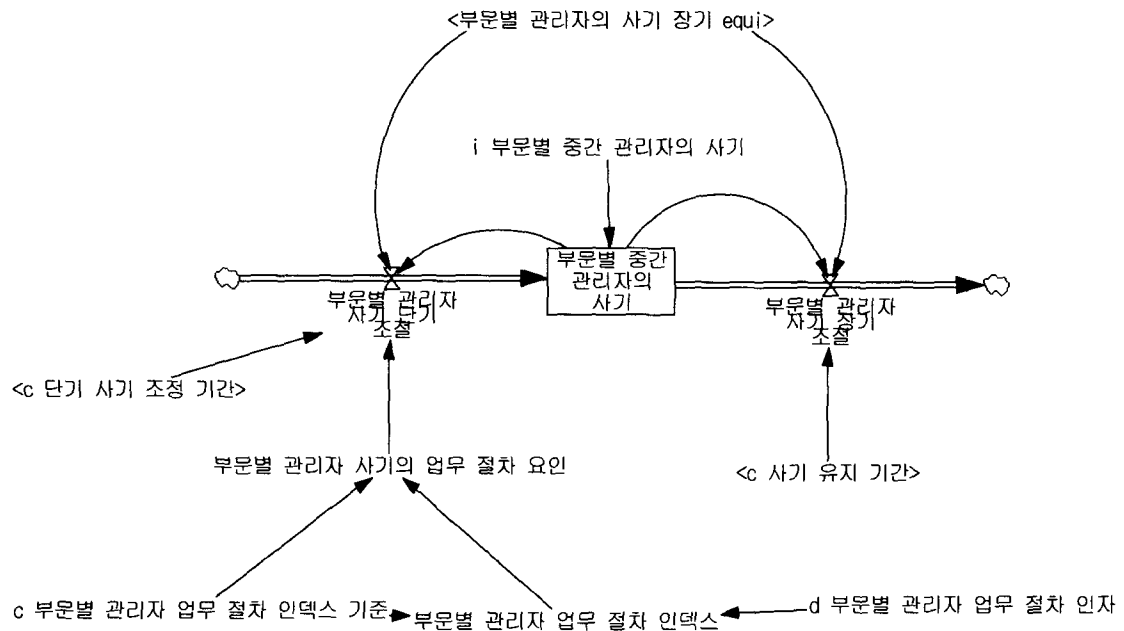 <부문별 관리자의 사기 장기 equi>
i 부문별 중간 관리자의 사기
부문별 중간
관리자의
사기
부문별 관리자
사기 단기
조절
부문별 관리자
사기 장기
조절
<c 단기 사기 조정 기간>
부문별 관리자 사기의 업무 절차 요인
<c 사기 유지 기간>
c 부문별 관리자 업무 절차 인덱스 기준
부문별 관리자 업무 절차 인덱스
d 부문별 관리자 업무 절차 인자